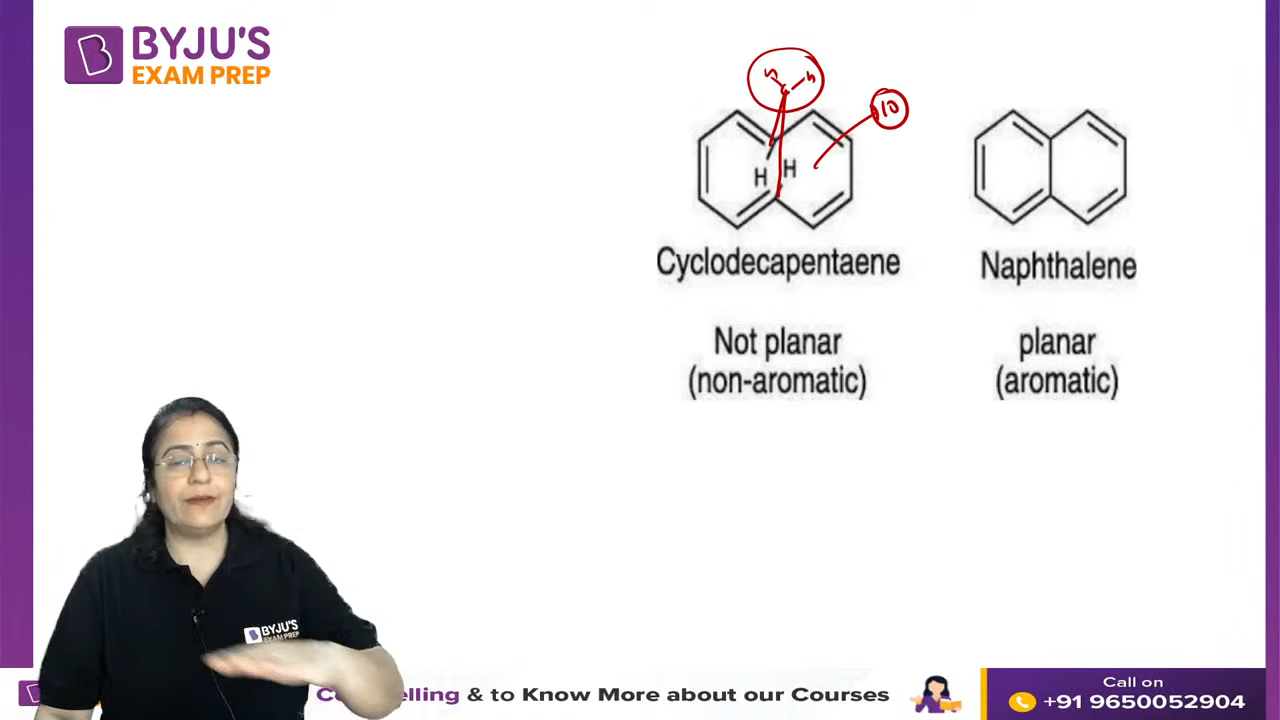 BYJU'S
EXAM PREP
10
H
H
Cyclodecapentaene
Naphthalene
Not planar
(non-aromatic)
planar
(aromatic)
BYJU'S
EXAM PREP
& to Know More about our Courses
Call on
+91 9650052904